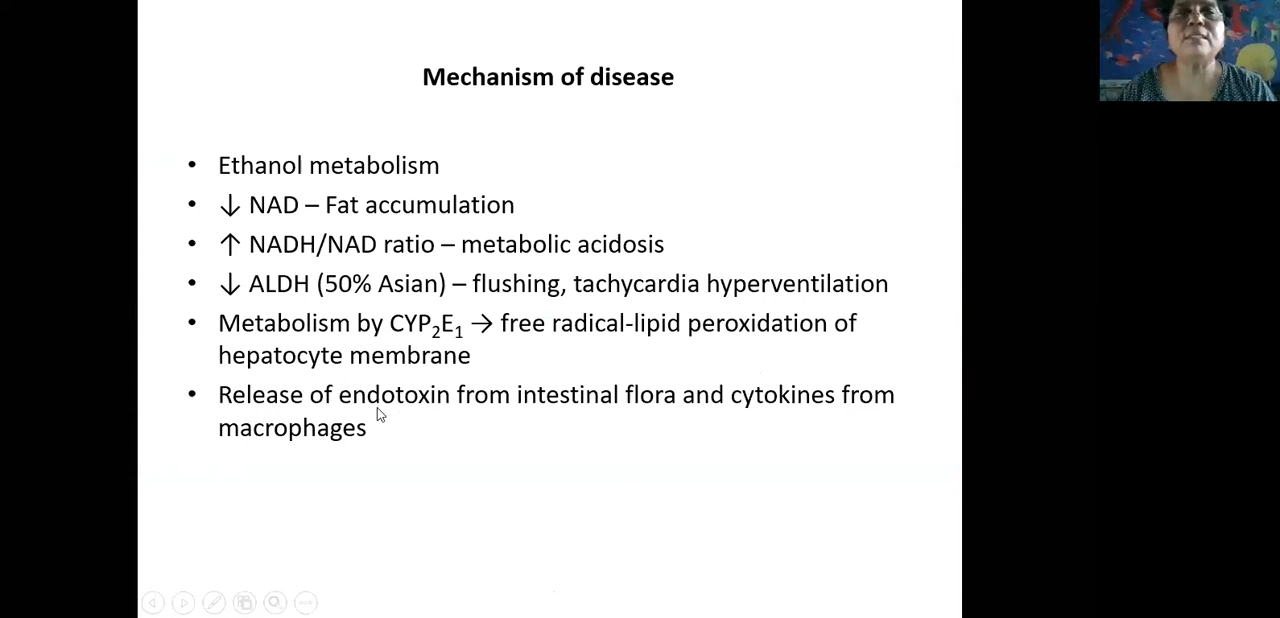 Mechanism of disease
• Ethanol metabolism
• ↓ NAD – Fat accumulation
• ↑ NADH/NAD ratio – metabolic acidosis
• ↓ ALDH (50% Asian) – flushing, tachycardia hyperventilation
• Metabolism by CYP₂E₁ → free radical-lipid peroxidation of
hepatocyte membrane
• Release of endotoxin from intestinal flora and cytokines from
macrophages